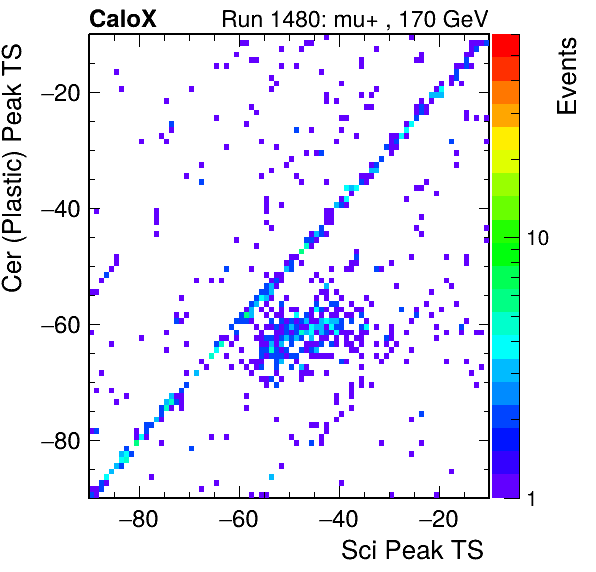 CaloX Run 1480: mu+ , 170 GeV
Cer (Plastic) Peak TS
Events
−20
−40
−60
−80
10
1
−80 −60 −40 −20
Sci Peak TS